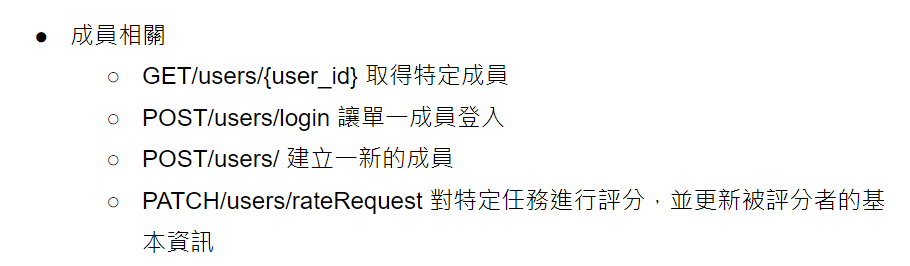 ● 成員相關
○ GET/users/{user_id} 取得特定成員
○ POST/users/login 讓單一成員登入
○ POST/users/ 建立一新的成員
○ PATCH/users/rateRequest 對特定任務進行評分，並更新被評分者的基
本資訊